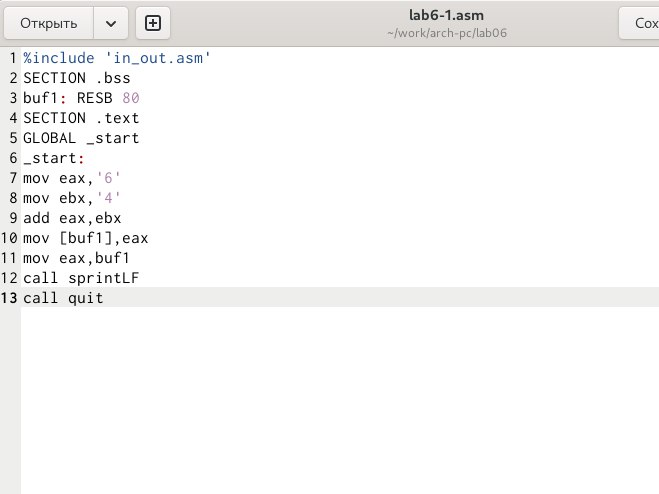 Открыть
lab6-1.asm
~/work/arch-pc/lab06
Сох
1 %include 'in_out.asm'
2 SECTION .bss
3 buf1: RESB 80
4 SECTION .text
5 GLOBAL _start
6 _start:
7 mov eax,'6'
8 mov ebx,'4'
9 add eax,ebx
10 mov [buf1],eax
11 mov eax,buf1
12 call sprintLF
13 call quit